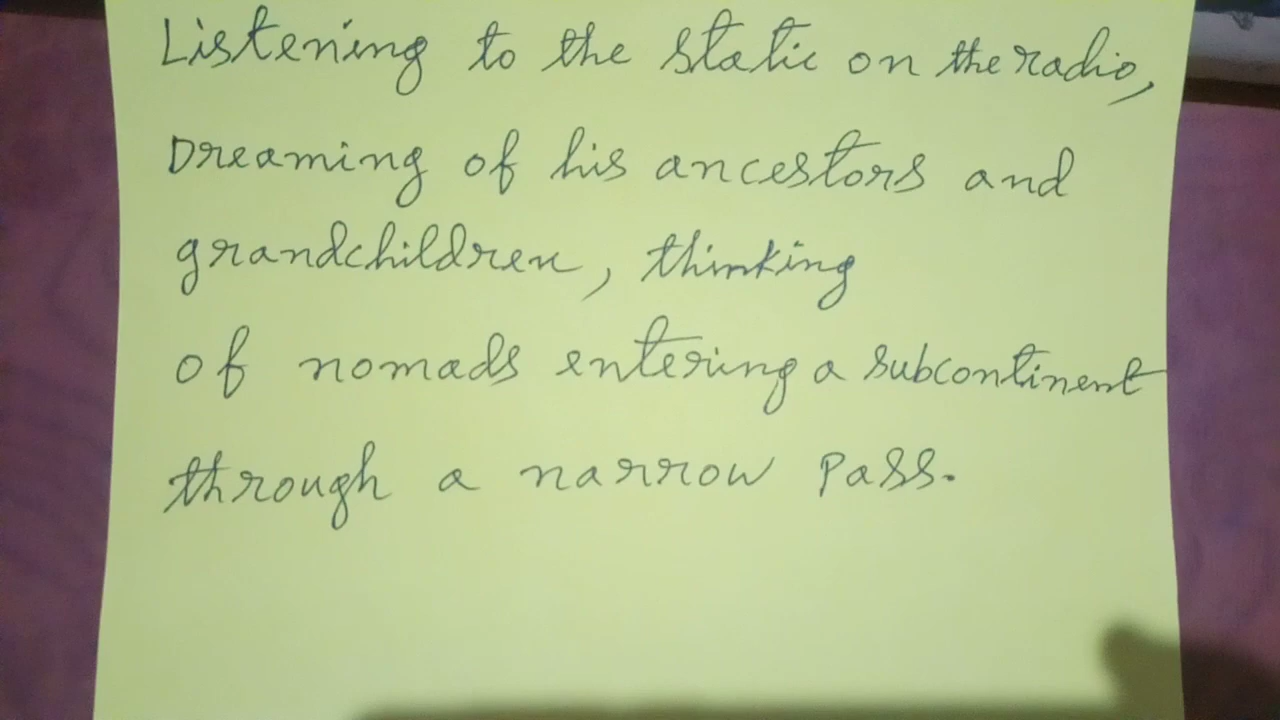 Listening to the static on the radio,
Dreaming of his ancestors and
grandchildren, thinking
of nomads entering a subcontinent
through a narrow pass.